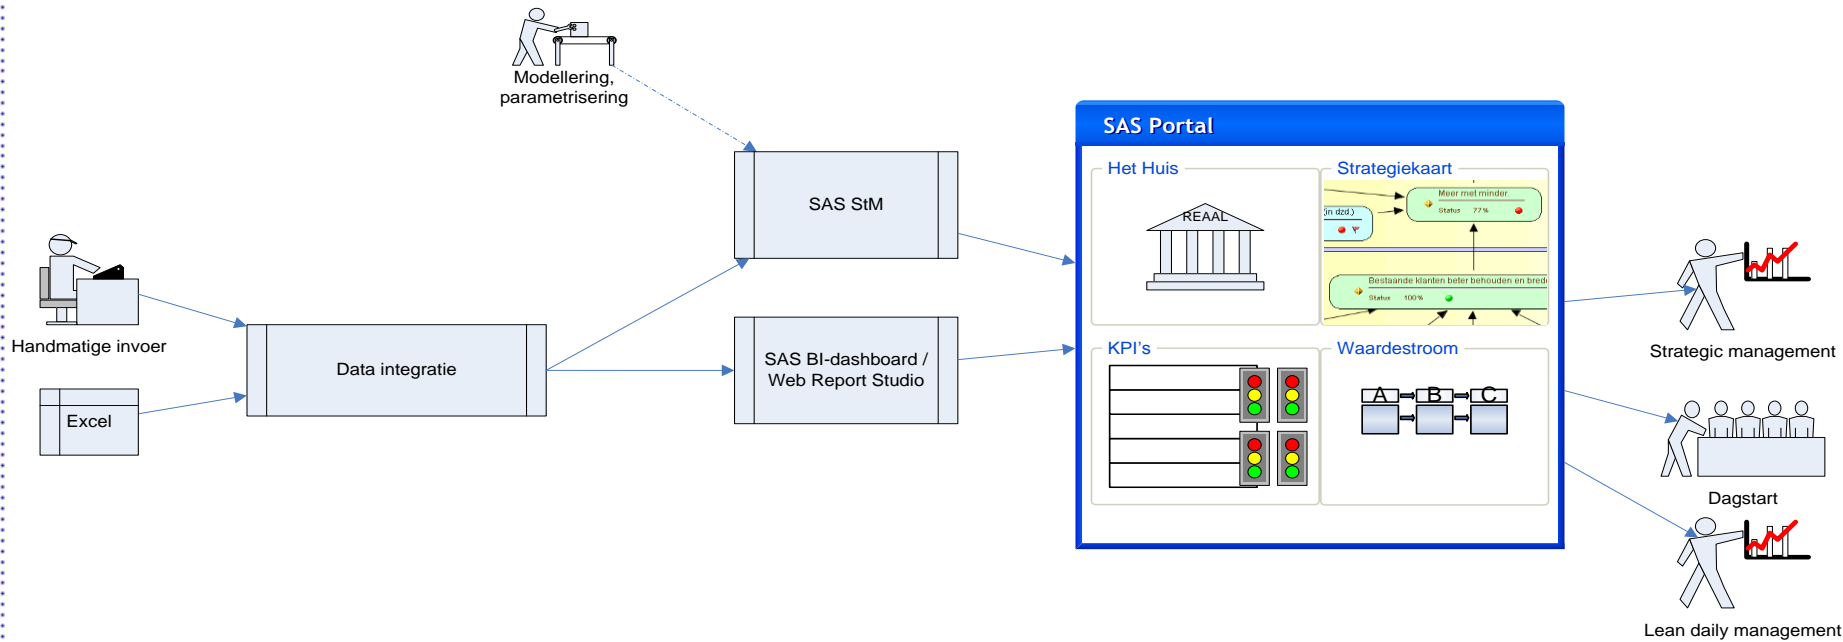 Modellering,
parametrisering
SAS Portal
Het Huis
Strategiekaart
REAAL
Meer met minder.
Status 77%
(in dzd.)
Bestaande klanten beter behouden en brede
Status 100%
SAS StM
Handmatige invoer
Data integratie
Excel
SAS BI-dashboard /
Web Report Studio
KPI's
Waardestroom
A B C
Strategic management
Dagstart
Lean daily management